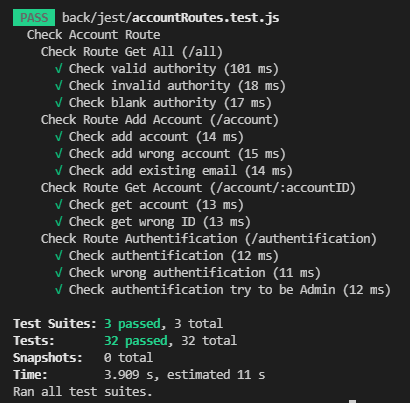 PASS back/jest/accountRoutes.test.js
Check Account Route
Check Route Get All (/all)
√ Check valid authority (101 ms)
√ Check invalid authority (18 ms)
√ Check blank authority (17 ms)
Check Route Add Account (/account)
√ Check add account (14 ms)
√ Check add wrong account (15 ms)
√ Check add existing email (14 ms)
Check Route Get Account (/account/:accountID)
√ Check get account (13 ms)
√ Check get wrong ID (13 ms)
Check Route Authentification (/authentification)
√ Check authentification (12 ms)
√ Check wrong authentification (11 ms)
√ Check authentification try to be Admin (12 ms)
Test Suites: 3 passed, 3 total
Tests: 32 passed, 32 total
Snapshots: 0 total
Time: 3.909 s, estimated 11 s
Ran all test suites.